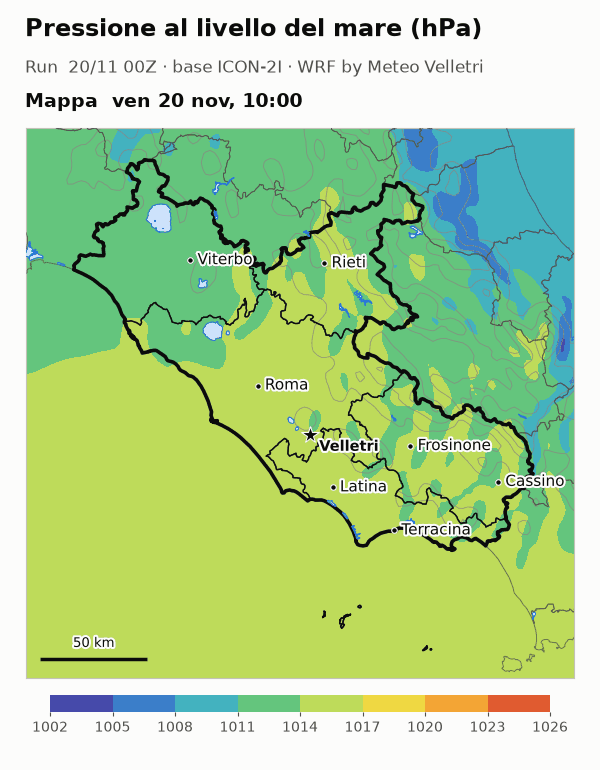 Pressione al livello del mare (hPa)
Run  20/11 00Z · base ICON-2I · WRF by Meteo Velletri
Mappa  ven 20 nov, 10:00
Viterbo
Rieti
Roma
Velletri
Frosinone
Latina
Cassino
Terracina
50 km
1002 1005 1008 1011 1014 1017 1020 1023 1026